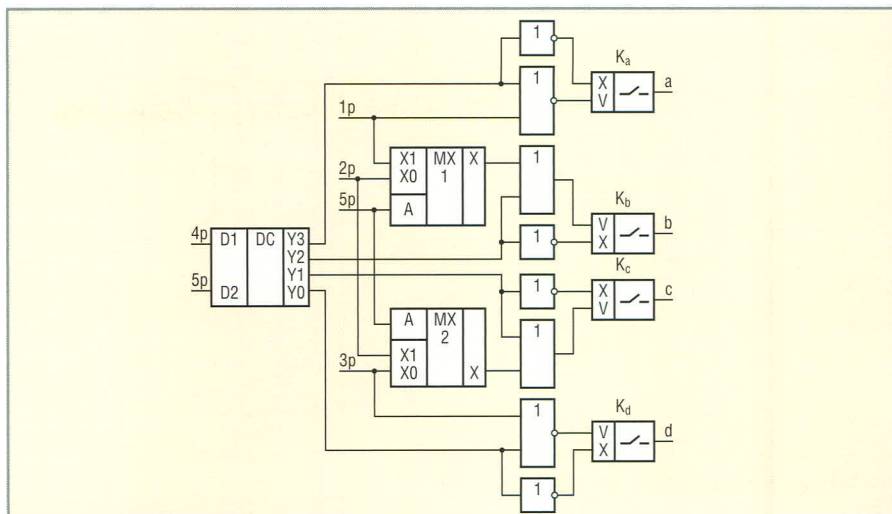 1
Ka
X
V
a
1
1p
X1
X0
MX
1
X
2p
5p
A
1
Kb
V
X
b
1
4p
5p
D1
D2
DC
Y3
Y2
Y1
Y0
Kc
1
X
V
c
A
X1
X0
MX
2
X
3p
1
Kd
1
V
X
d
1